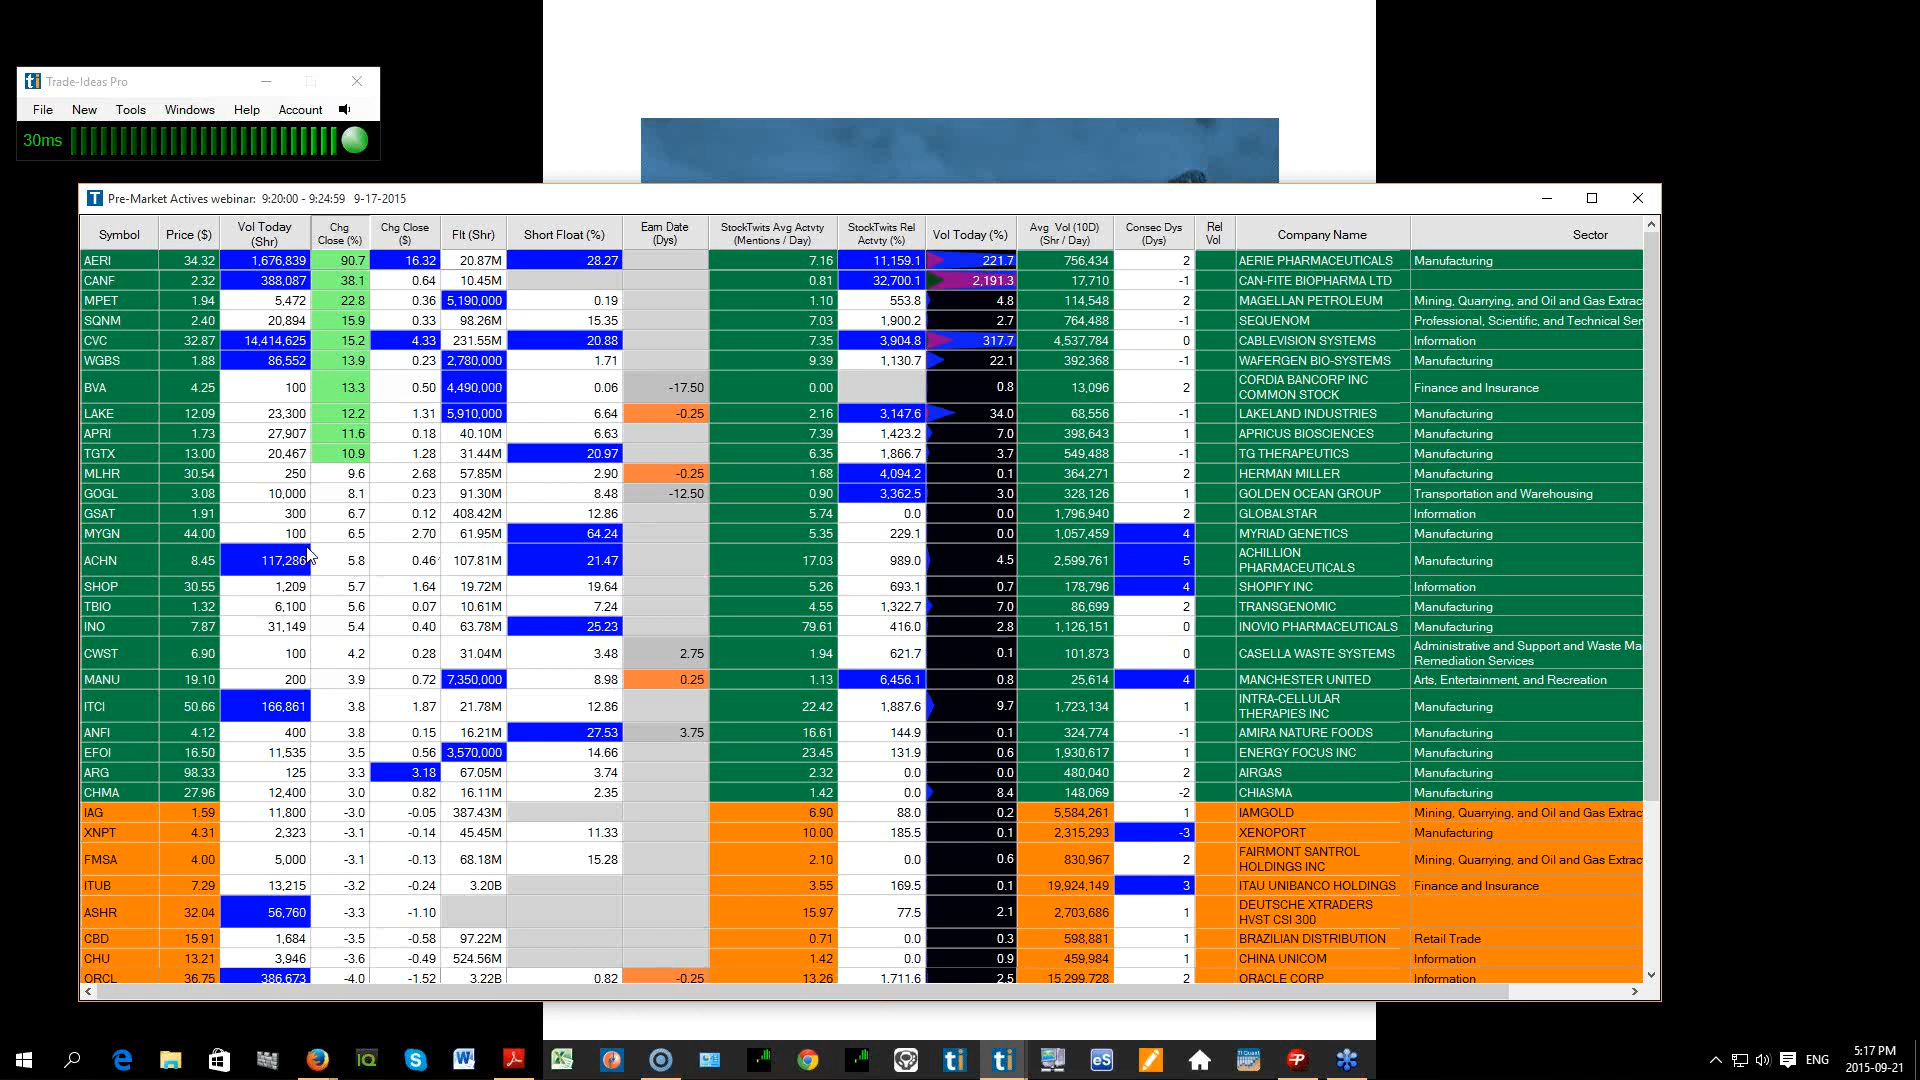 Trade-Ideas Pro
File New Tools Windows Help Account
30ms
Pre-Market Actives webinar: 9:20:00 - 9:24:59 9-17-2015
Symbol Price ($) Vol Today (Shr) Chg Close (%) Chg Close ($) Flt (Shr) Short Float (%) Earn Date (Dys) StockTwits Avg Actvty (Mentions / Day) StockTwits Rel Actvty (%) Vol Today (%) Avg Vol (10D) (Shr / Day) Consec Dys (Dys) Rel Vol Company Name Sector
AERI 34.32 1,676,839 90.7 16.32 20.87M 28.27 7.16 11,159.1 221.7 756,434 2 AERIE PHARMACEUTICALS Manufacturing
CANF 2.32 388,087 38.1 0.64 10.45M 0.81 32,700.1 2,191.3 17,710 -1 CAN-FITE BIOPHARMA LTD
MPET 1.94 5,472 22.8 0.36 5,190,000 0.19 1.10 553.8 4.8 114,548 2 MAGELLAN PETROLEUM Mining, Quarrying, and Oil and Gas Extrac
SQNM 2.40 20,894 15.9 0.33 98.26M 15.35 7.03 1,900.2 2.7 764,488 -1 SEQUENOM Professional, Scientific, and Technical Ser
CVC 32.87 14,414,625 15.2 4.33 231.55M 20.88 7.35 3,904.8 317.7 4,537,784 0 CABLEVISION SYSTEMS Information
WGBS 1.88 86,552 13.9 0.23 2,780,000 1.71 9.39 1,130.7 22.1 392,368 -1 WAFERGEN BIO-SYSTEMS Manufacturing
BVA 4.25 100 13.3 0.50 4,490,000 0.06 -17.50 0.00 0.8 13,096 2 CORDIA BANCORP INC COMMON STOCK Finance and Insurance
LAKE 12.09 23,300 12.2 1.31 5,910,000 6.64 -0.25 2.16 3,147.6 34.0 68,556 -1 LAKELAND INDUSTRIES Manufacturing
APRI 1.73 27,907 11.6 0.18 40.10M 6.63 7.39 1,423.2 7.0 398,643 1 APRICUS BIOSCIENCES Manufacturing
TGTX 13.00 20,467 10.9 1.28 31.44M 20.97 6.35 1,866.7 3.7 549,488 -1 TG THERAPEUTICS Manufacturing
MLHR 30.54 250 9.6 2.68 57.85M 2.90 -0.25 1.68 4,094.2 0.1 364,271 2 HERMAN MILLER Manufacturing
GOGL 3.08 10,000 8.1 0.23 91.30M 8.48 -12.50 0.90 3,362.5 3.0 328,126 1 GOLDEN OCEAN GROUP Transportation and Warehousing
GSAT 1.91 300 6.7 0.12 408.42M 12.86 5.74 0.0 0.0 1,796,940 2 GLOBALSTAR Information
MYGN 44.00 100 6.5 2.70 61.95M 64.24 5.35 229.1 0.0 1,057,459 4 MYRIAD GENETICS Manufacturing
ACHN 8.45 117,286 5.8 0.46 107.81M 21.47 17.03 989.0 4.5 2,599,761 5 ACHILLION PHARMACEUTICALS Manufacturing
SHOP 30.55 1,209 5.7 1.64 19.72M 19.64 5.26 693.1 0.7 178,796 4 SHOPIFY INC Information
TBIO 1.32 6,100 5.6 0.07 10.61M 7.24 4.55 1,322.7 7.0 86,699 2 TRANSGENOMIC Manufacturing
INO 7.87 31,149 5.4 0.40 63.78M 25.23 79.61 416.0 2.8 1,126,151 0 INOVIO PHARMACEUTICALS Manufacturing
CWST 6.90 100 4.2 0.28 31.04M 3.48 2.75 1.94 621.7 0.1 101,873 0 CASELLA WASTE SYSTEMS Administrative and Support and Waste Ma Remediation Services
MANU 19.10 200 3.9 0.72 7,350,000 8.98 0.25 1.13 6,456.1 0.8 25,614 4 MANCHESTER UNITED Arts, Entertainment, and Recreation
ITCI 50.66 166,861 3.8 1.87 21.78M 12.86 22.42 1,887.6 9.7 1,723,134 1 INTRA-CELLULAR THERAPIES INC Manufacturing
ANFI 4.12 400 3.8 0.15 16.21M 27.53 3.75 16.61 144.9 0.1 324,774 -1 AMIRA NATURE FOODS Manufacturing
EFOI 16.50 11,535 3.5 0.56 3,570,000 14.66 23.45 131.9 0.6 1,930,617 1 ENERGY FOCUS INC Manufacturing
ARG 98.33 125 3.3 3.18 67.05M 3.74 2.32 0.0 0.0 480,040 2 AIRGAS Manufacturing
CHMA 27.96 12,400 3.0 0.82 16.11M 2.35 1.42 0.0 8.4 148,069 -2 CHIASMA Manufacturing
IAG 1.59 11,800 -3.0 -0.05 387.43M 6.90 88.0 0.2 5,584,261 1 IAMGOLD Mining, Quarrying, and Oil and Gas Extrac
XNPT 4.31 2,323 -3.1 -0.14 45.45M 11.33 10.00 185.5 0.1 2,315,293 -3 XENOPORT Manufacturing
FMSA 4.00 5,000 -3.1 -0.13 68.18M 15.28 2.10 0.0 0.6 830,967 2 FAIRMONT SANTROL HOLDINGS INC Mining, Quarrying, and Oil and Gas Extrac
ITUB 7.29 13,215 -3.2 -0.24 3.20B 3.55 169.5 0.1 19,924,149 3 ITAU UNIBANCO HOLDINGS Finance and Insurance
ASHR 32.04 56,760 -3.3 -1.10 15.97 77.5 2.1 2,703,686 1 DEUTSCHE XTRADERS HVST CSI 300
CBD 15.91 1,684 -3.5 -0.58 97.22M 0.71 0.0 0.3 598,881 1 BRAZILIAN DISTRIBUTION Retail Trade
CHU 13.21 3,946 -3.6 -0.49 524.56M 1.42 0.0 0.9 459,984 1 CHINA UNICOM Information
ORCL 36.75 386,673 -4.0 -1.52 3.22B 0.82 -0.25 13.26 1,711.6 2.5 15,299,728 2 ORACLE CORP Information
ENG
5:17 PM
2015-09-21